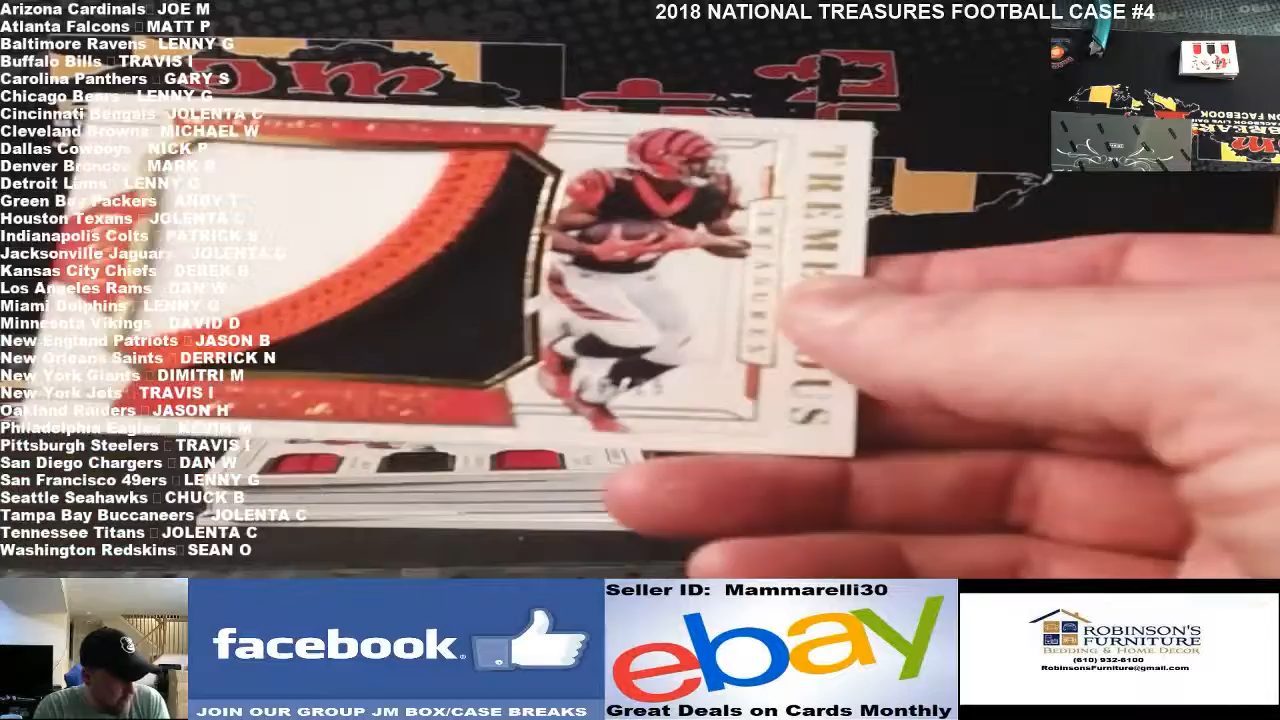 2018 NATIONAL TREASURES FOOTBALL CASE #4
Arizona Cardinals JOE M
Atlanta Falcons MATT P
Baltimore Ravens LENNY G
Buffalo Bills TRAVIS I
Carolina Panthers GARY S
Chicago Bears LENNY G
Cincinnati Bengals JOLENTA C
Cleveland Browns MICHAEL W
Dallas Cowboys NICK P
Denver Broncos MARK
Detroit Lions LENNY G
Green Bay Packers ANDY T
Houston Texans JOLENTA C
Indianapolis Colts PATRICK
Jacksonville Jaguars JOLENTA C
Kansas City Chiefs DEREK
Los Angeles Rams DAN W
Miami Dolphins LENNY G
Minnesota Vikings DAVID D
New England Patriots JASON B
New Orleans Saints DERRICK N
New York Giants DIMITRI M
New York Jets TRAVIS I
Oakland Raiders JASON H
Philadelphia Eagles KEVIN M
Pittsburgh Steelers TRAVIS I
San Diego Chargers DAN W
San Francisco 49ers LENNY G
Seattle Seahawks CHUCK B
Tampa Bay Buccaneers JOLENTA C
Tennessee Titans JOLENTA C
Washington Redskins SEAN O
TREASURES
facebook
JOIN OUR GROUP JM BOX/CASE BREAKS
Seller ID: Mammarelli30
ebay
Great Deals on Cards Monthly
ROBINSON'S
FURNITURE
BEDDING & HOME DECOR
(610) 932-6100
RobinsonsFurniture@gmail.com